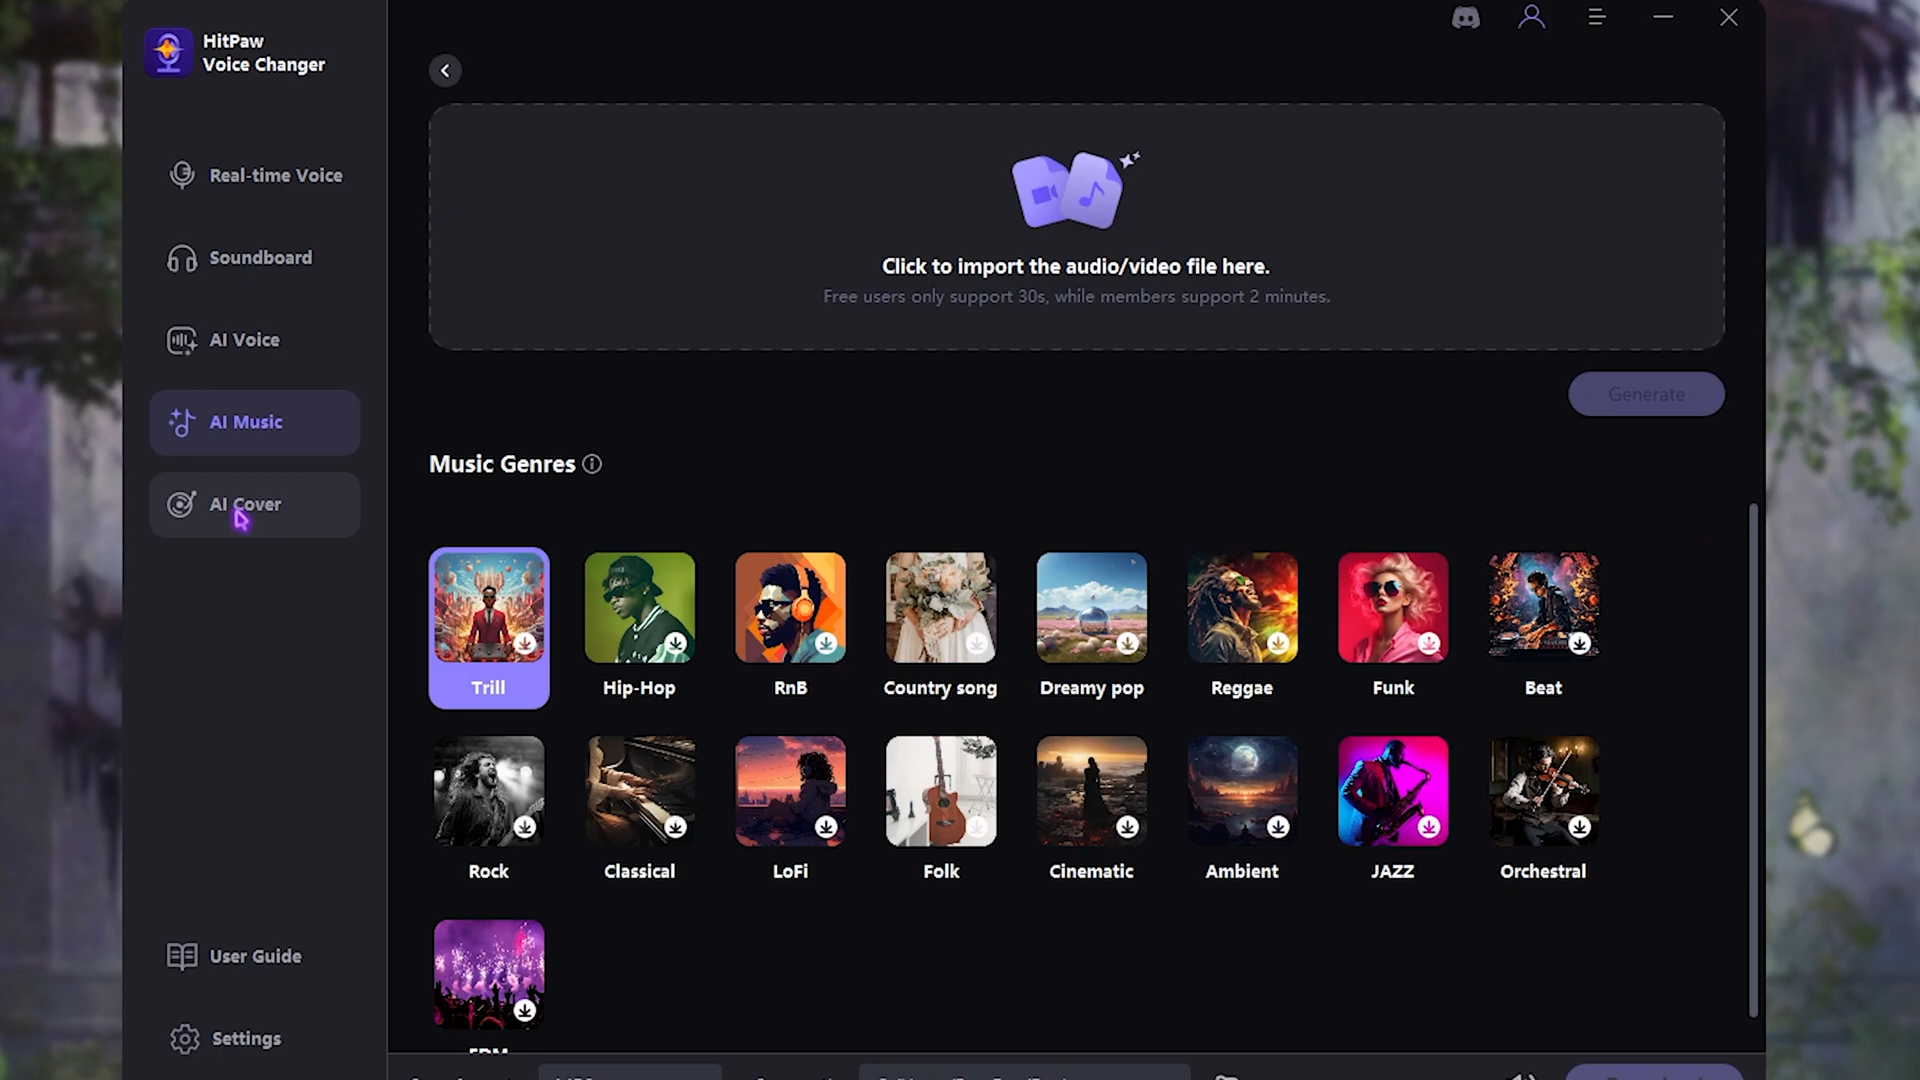 HitPaw
Voice Changer
Real-time Voice
Soundboard
AI Voice
AI Music
AI Cover
User Guide
Settings
Click to import the audio/video file here.
Free users only support 30s, while members support 2 minutes.
Generate
Music Genres
Trill
Hip-Hop
RnB
Country song
Dreamy pop
Reggae
Funk
Beat
Rock
Classical
LoFi
Folk
Cinematic
Ambient
JAZZ
Orchestral
EDM